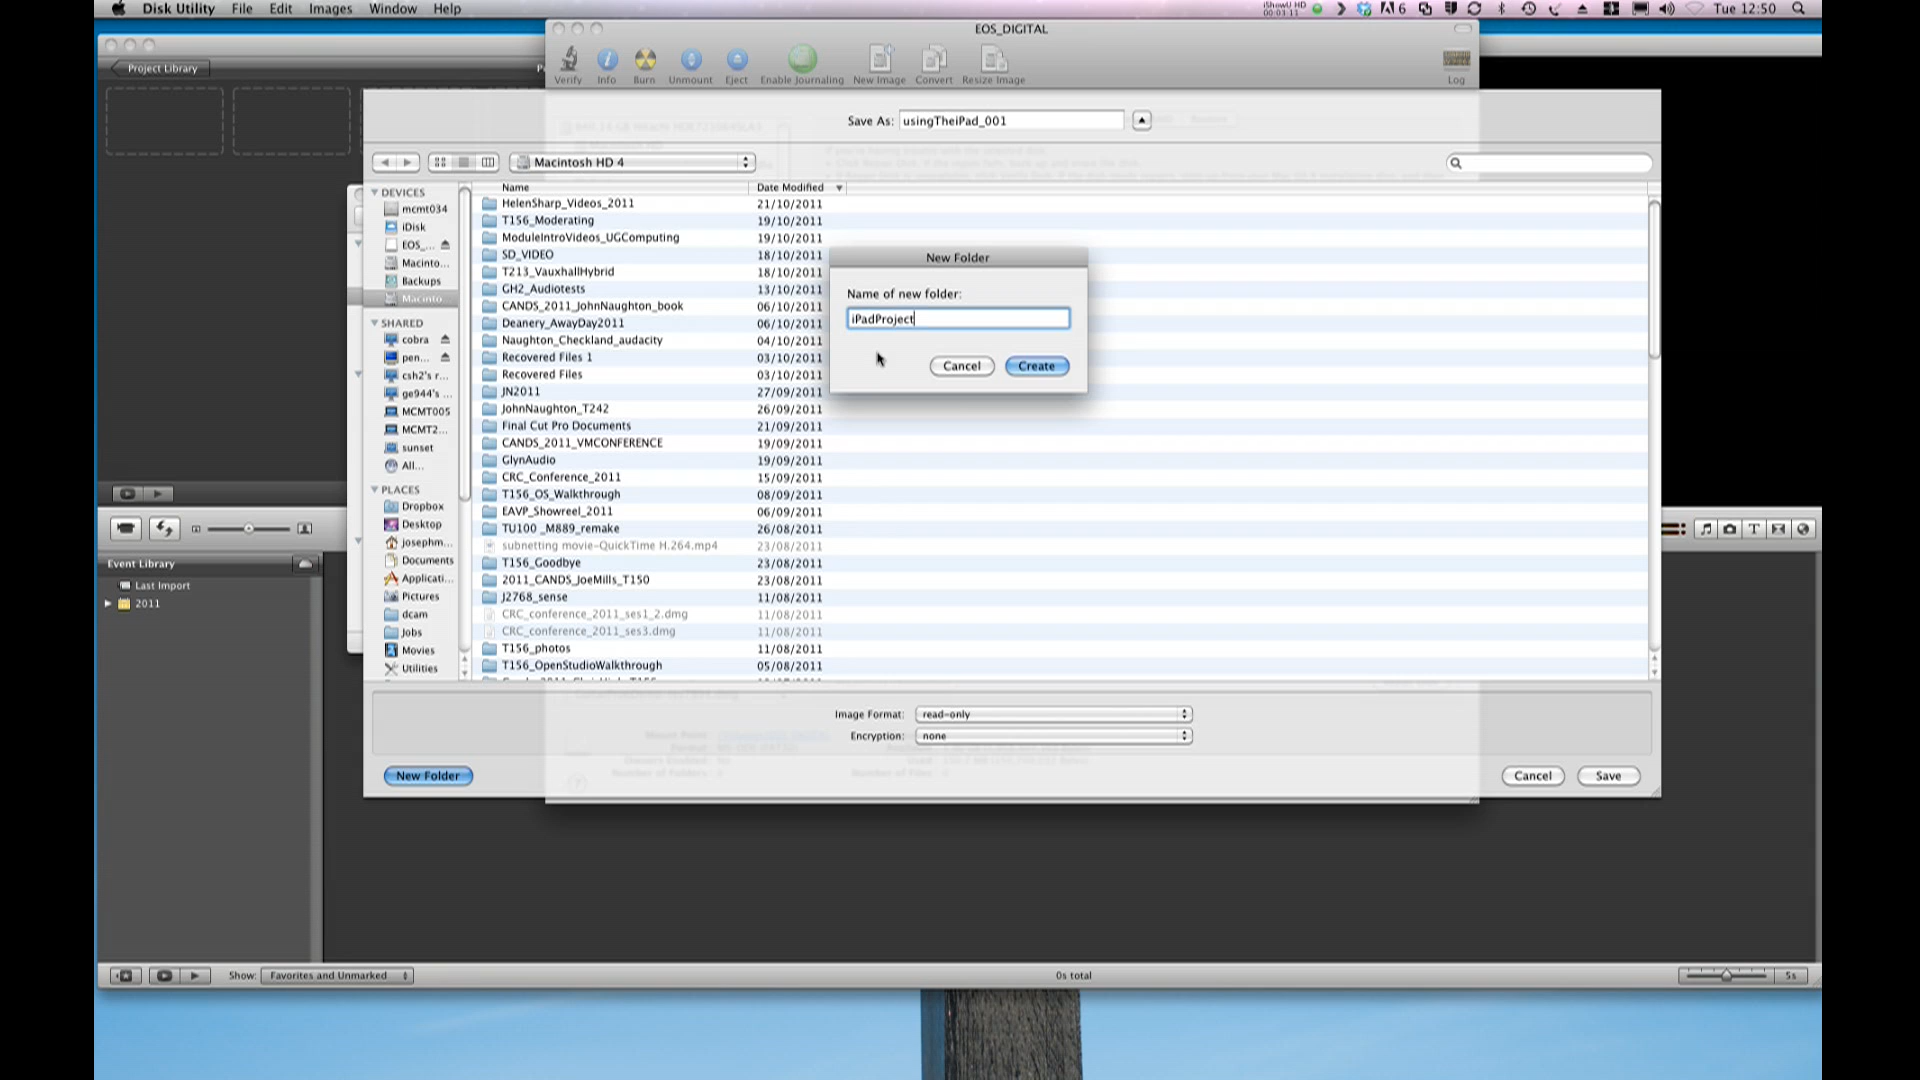 Disk Utility File Edit Images Window Help
iShowU HD
00:03:11
6
Tue 12:50
EOS_DIGITAL
Project Library
Verify Info Burn Unmount Eject Enable Journaling New Image Convert Resize Image Log
Save As: usingTheiPad_001
Macintosh HD 4
DEVICES
mcmt034
iDisk
EOS_...
Macinto...
Backups
Macinto...
SHARED
cobra
pen...
csh2's r...
ge944's ...
MCMT005
MCMT2...
sunset
All...
PLACES
Dropbox
Desktop
josephm...
Documents
Applicati...
Pictures
dcam
Jobs
Movies
Utilities
Name Date Modified
HelenSharp_Videos_2011 21/10/2011
T156_Moderating 19/10/2011
ModuleIntroVideos_UGComputing 19/10/2011
SD_VIDEO 18/10/2011
T213_VauxhallHybrid 18/10/2011
GH2_Audiotests 13/10/2011
CANDS_2011_JohnNaughton_book 06/10/2011
Deanery_AwayDay2011 06/10/2011
Naughton_Checkland_audacity 04/10/2011
Recovered Files 1 03/10/2011
Recovered Files 03/10/2011
JN2011 27/09/2011
JohnNaughton_T242 26/09/2011
Final Cut Pro Documents 21/09/2011
CANDS_2011_VMCONFERENCE 19/09/2011
GlynAudio 19/09/2011
CRC_Conference_2011 15/09/2011
T156_OS_Walkthrough 08/09/2011
EAVP_Showreel_2011 06/09/2011
TU100 _M889_remake 26/08/2011
subnetting movie-QuickTime H.264.mp4 23/08/2011
T156_Goodbye 23/08/2011
2011_CANDS_JoeMills_T150 23/08/2011
J2768_sense 11/08/2011
CRC_conference_2011_ses1_2.dmg 11/08/2011
CRC_conference_2011_ses3.dmg 11/08/2011
T156_photos 11/08/2011
T156_OpenStudioWalkthrough 05/08/2011
New Folder
Name of new folder:
iPadProject
Cancel Create
Image Format: read-only
Encryption: none
New Folder
Cancel Save
Event Library
Last Import
2011
Show: Favorites and Unmarked
0s total
5s